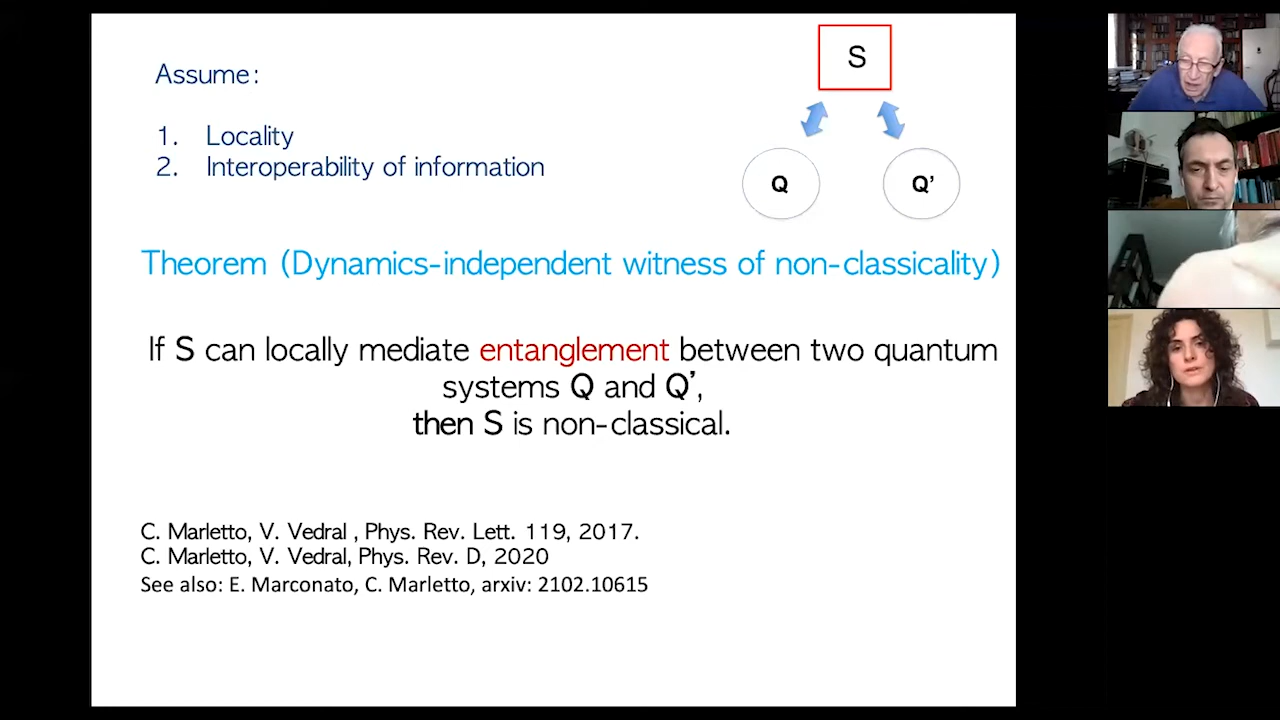 Assume:
S
1. Locality
2. Interoperability of information
Q
Q’
Theorem (Dynamics-independent witness of non-classicality)
If S can locally mediate entanglement between two quantum
systems Q and Q’,
then S is non-classical.
C. Marletto, V. Vedral , Phys. Rev. Lett. 119, 2017.
C. Marletto, V. Vedral, Phys. Rev. D, 2020
See also: E. Marconato, C. Marletto, arxiv: 2102.10615